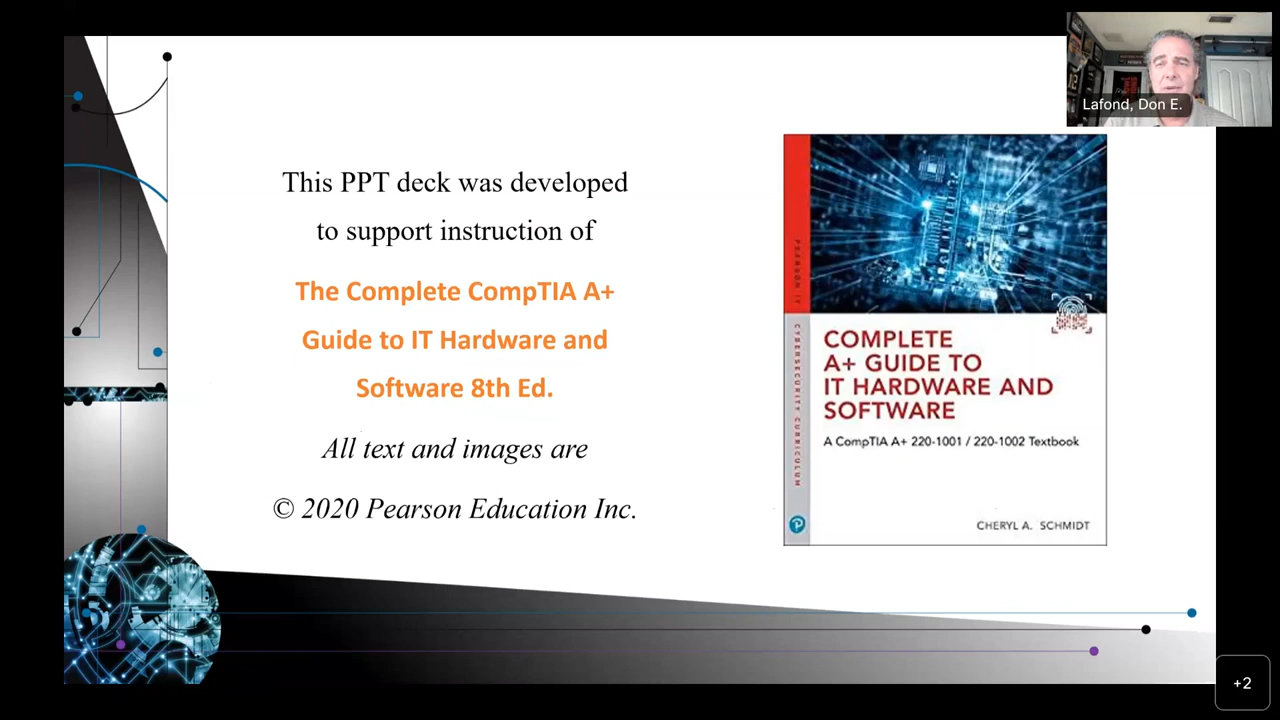 Lafond, Don E.
This PPT deck was developed
to support instruction of
The Complete CompTIA A+
Guide to IT Hardware and
Software 8th Ed.
All text and images are
© 2020 Pearson Education Inc.
PEARSON IT
CYBERSECURITY CURRICULUM
COMPLETE
A+ GUIDE TO
IT HARDWARE AND
SOFTWARE
A CompTIA A+ 220-1001 / 220-1002 Textbook
CHERYL A. SCHMIDT
+2